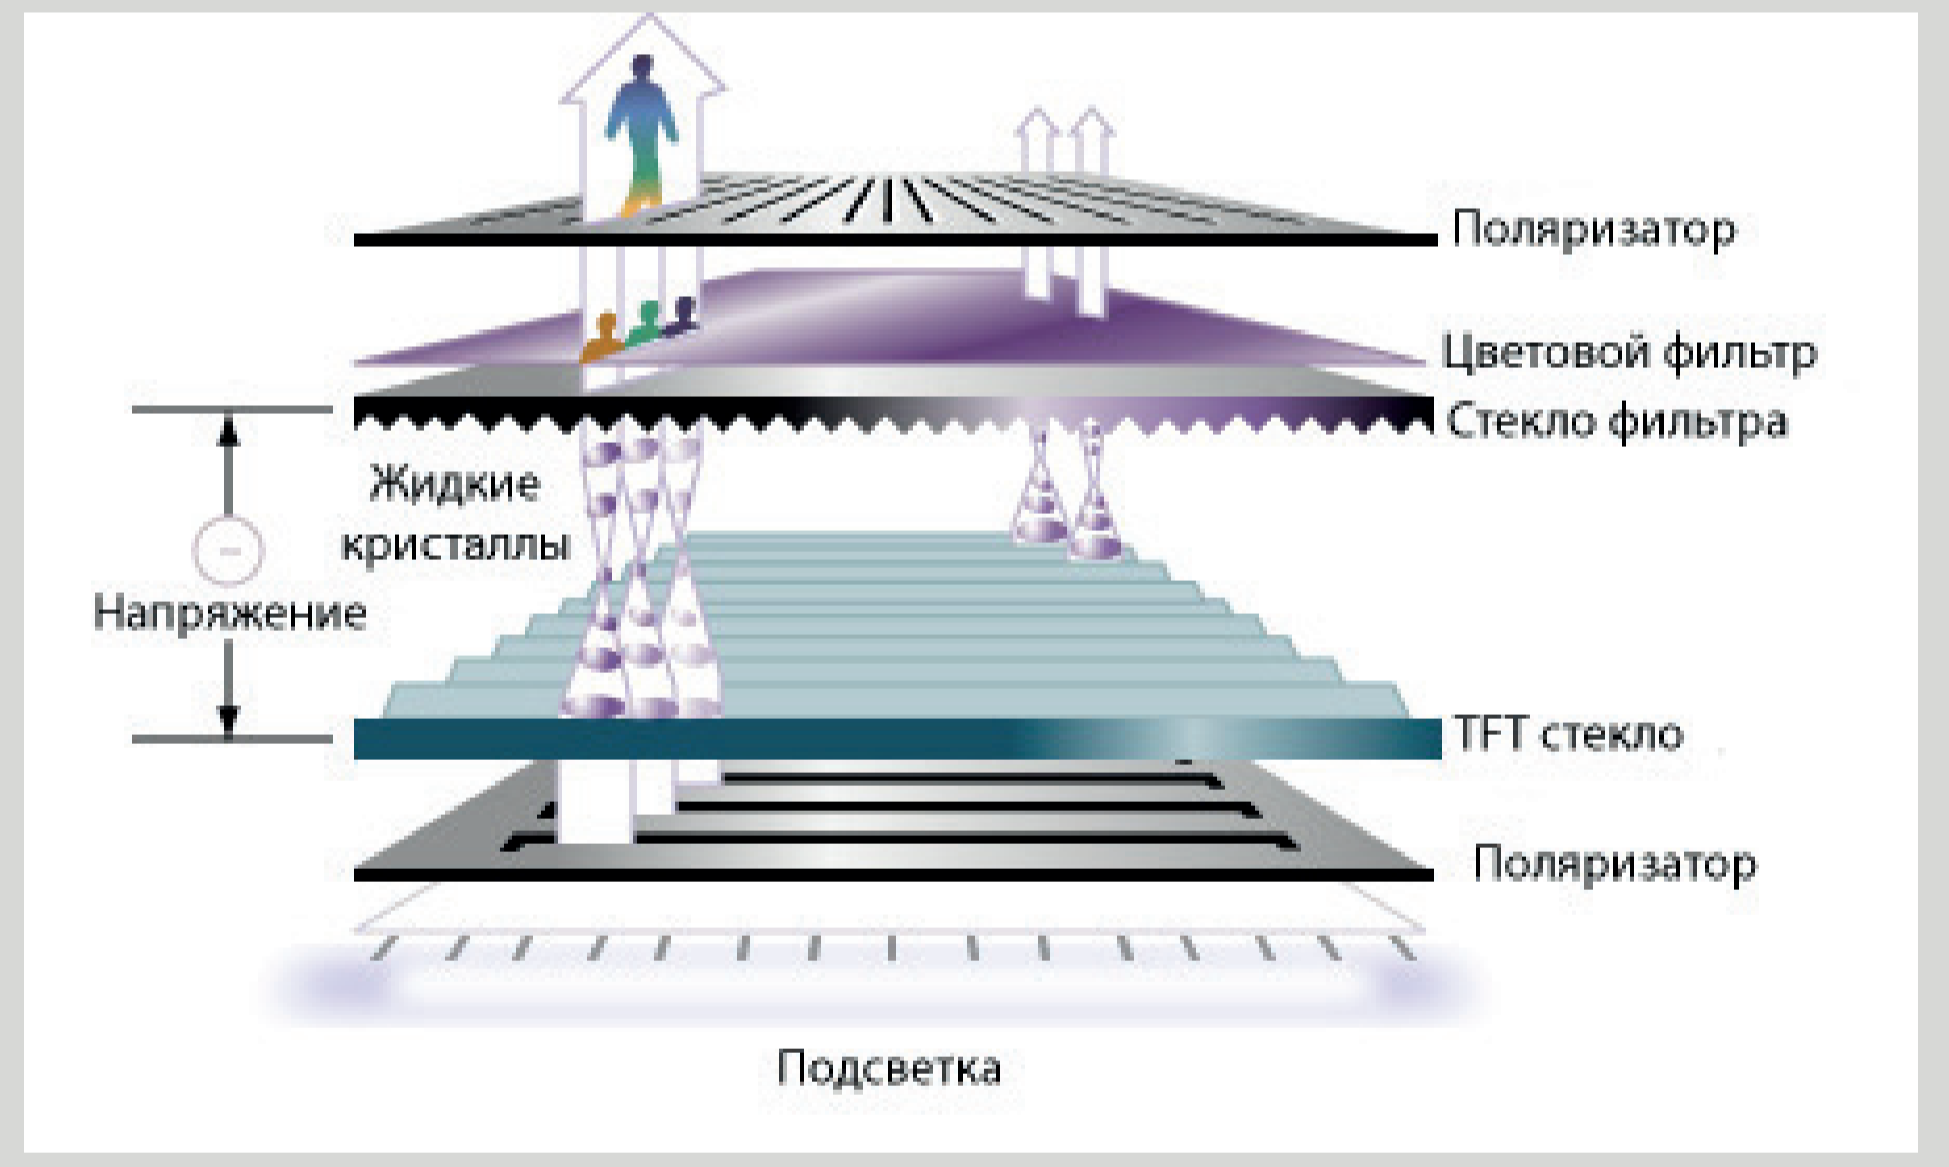 Поляризатор
Цветовой фильтр
Стекло фильтра
Жидкие
кристаллы
Напряжение
TFT стекло
Поляризатор
Подсветка